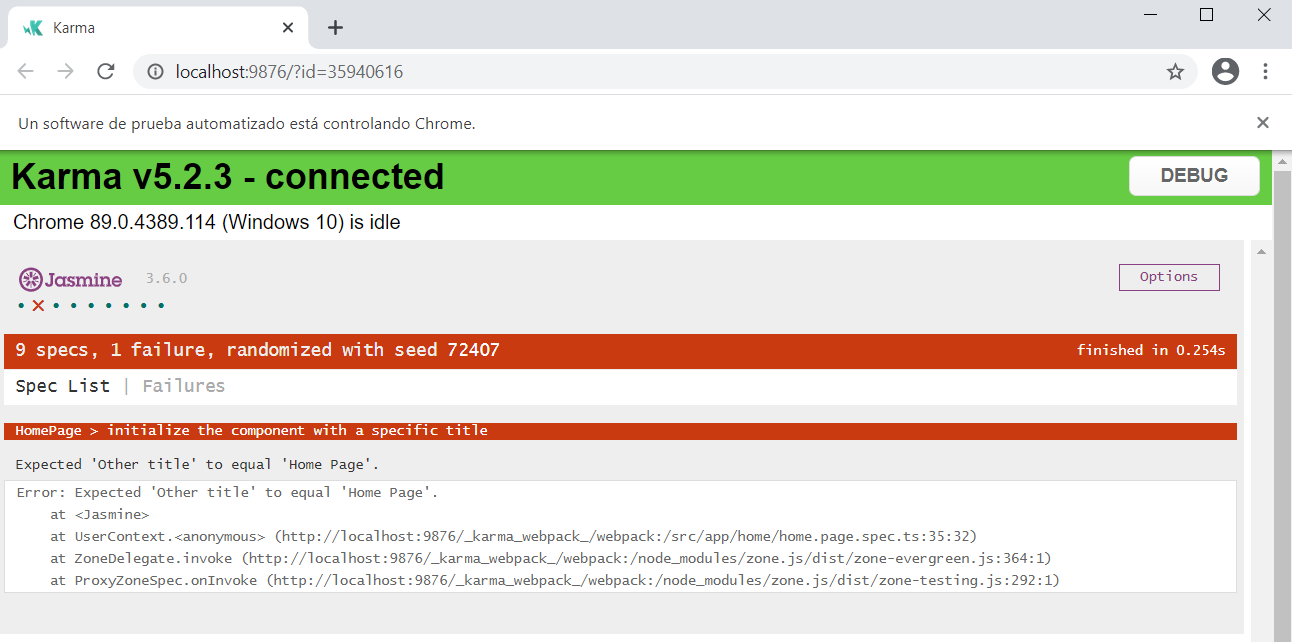 Karma
localhost:9876/?id=35940616
Un software de prueba automatizado está controlando Chrome.
Karma v5.2.3 - connected
DEBUG
Chrome 89.0.4389.114 (Windows 10) is idle
Jasmine 3.6.0
Options
9 specs, 1 failure, randomized with seed 72407
finished in 0.254s
Spec List | Failures
HomePage > initialize the component with a specific title
Expected 'Other title' to equal 'Home Page'.
Error: Expected 'Other title' to equal 'Home Page'.
at <Jasmine>
at UserContext.<anonymous> (http://localhost:9876/_karma_webpack_/webpack:/src/app/home/home.page.spec.ts:35:32)
at ZoneDelegate.invoke (http://localhost:9876/_karma_webpack_/webpack:/node_modules/zone.js/dist/zone-evergreen.js:364:1)
at ProxyZoneSpec.onInvoke (http://localhost:9876/_karma_webpack_/webpack:/node_modules/zone.js/dist/zone-testing.js:292:1)